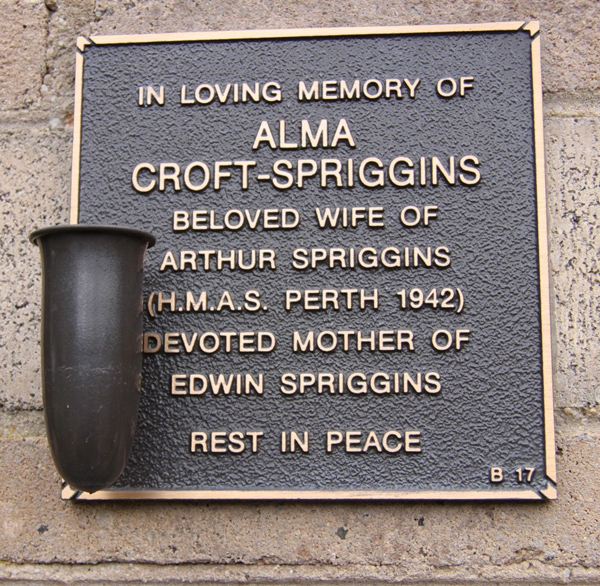 IN LOVING MEMORY OF
ALMA
CROFT-SPRIGGINS
BELOVED WIFE OF
ARTHUR SPRIGGINS
(H.M.A.S. PERTH 1942)
DEVOTED MOTHER OF
EDWIN SPRIGGINS
REST IN PEACE
B 17